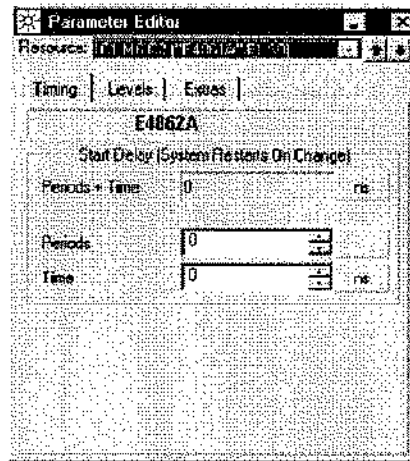 Parameter Editor
Resource:
Timing Levels Extras
E4862A
Start Delay (System Restarts On Change)
Periods + Time 0 ns
Periods 0
Time 0 ns